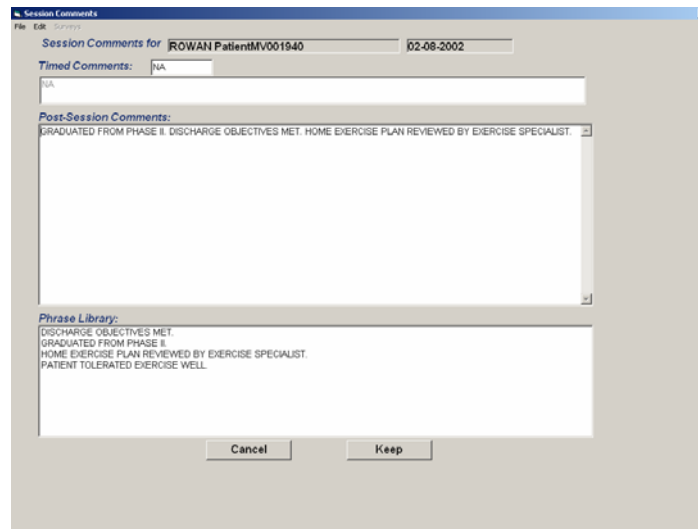 Session Comments
File Edit Surveys
Session Comments for ROWAN PatientMV001940 02-08-2002
Timed Comments: NA
NA
Post-Session Comments:
GRADUATED FROM PHASE II. DISCHARGE OBJECTIVES MET. HOME EXERCISE PLAN REVIEWED BY EXERCISE SPECIALIST.
Phrase Library:
DISCHARGE OBJECTIVES MET.
GRADUATED FROM PHASE II.
HOME EXERCISE PLAN REVIEWED BY EXERCISE SPECIALIST.
PATIENT TOLERATED EXERCISE WELL.
Cancel Keep